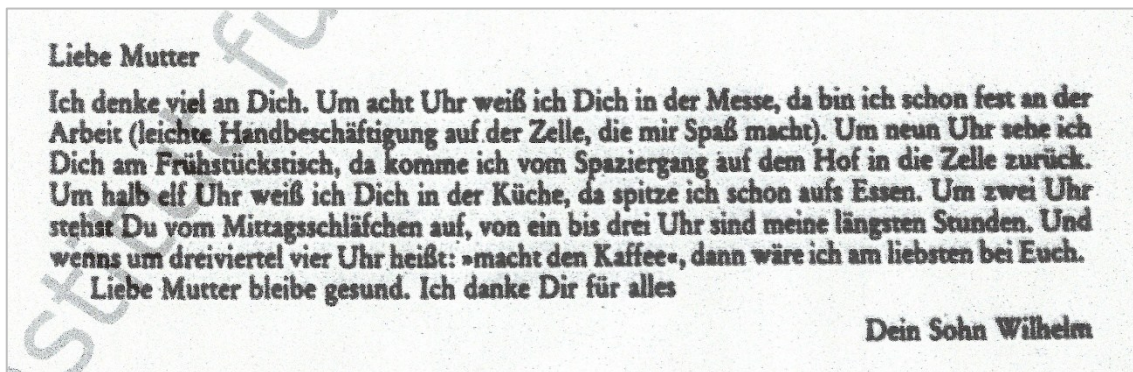 Liebe Mutter
Ich denke viel an Dich. Um acht Uhr weiß ich Dich in der Messe, da bin ich schon fest an der
Arbeit (leichte Handbeschäftigung auf der Zelle, die mir Spaß macht). Um neun Uhr sehe ich
Dich am Frühstückstisch, da komme ich vom Spaziergang auf dem Hof in die Zelle zurück.
Um halb elf Uhr weiß ich Dich in der Küche, da spitze ich schon aufs Essen. Um zwei Uhr
stehst Du vom Mittagsschläfchen auf, von ein bis drei Uhr sind meine längsten Stunden. Und
wenns um dreiviertel vier Uhr heißt: »macht den Kaffee«, dann wäre ich am liebsten bei Euch.
Liebe Mutter bleibe gesund. Ich danke Dir für alles
Dein Sohn Wilhelm